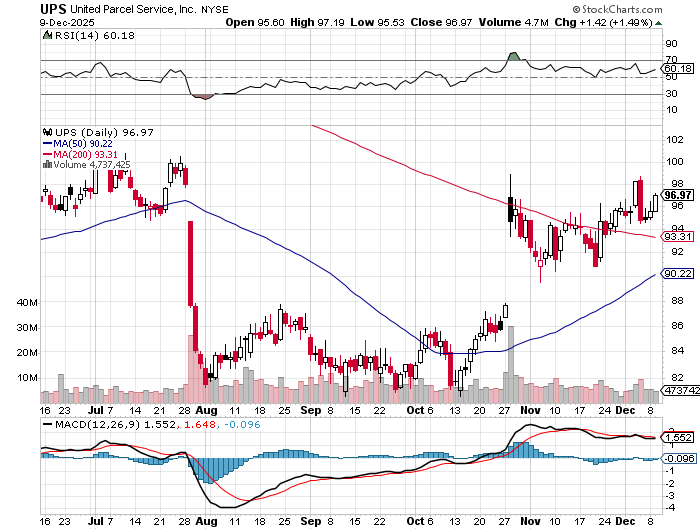 UPS United Parcel Service, Inc. NYSE © StockCharts.com
9-Dec-2025 Open 95.60 High 97.19 Low 95.53 Close 96.97 Volume 4.7M Chg +1.42 (+1.49%)
RSI(14) 60.18
90
70
60.18
50
30
10
UPS (Daily) 96.97
MA(50) 90.22
MA(200) 93.31
Volume 4,737,425
102
100
98
96.97
96
94
93.31
92
90.22
88
86
84
82
40M
30M
20M
10M
473742
16 23 Jul 7 14 21 28 Aug 11 18 25 Sep 8 15 22 Oct 6 13 20 27 Nov 10 17 24 Dec 8
MACD(12,26,9) 1.552, 1.648, -0.096
2
1.552
1
-0.096
-1
-2
-3
-4
16 23 Jul 7 14 21 28 Aug 11 18 25 Sep 8 15 22 Oct 6 13 20 27 Nov 10 17 24 Dec 8